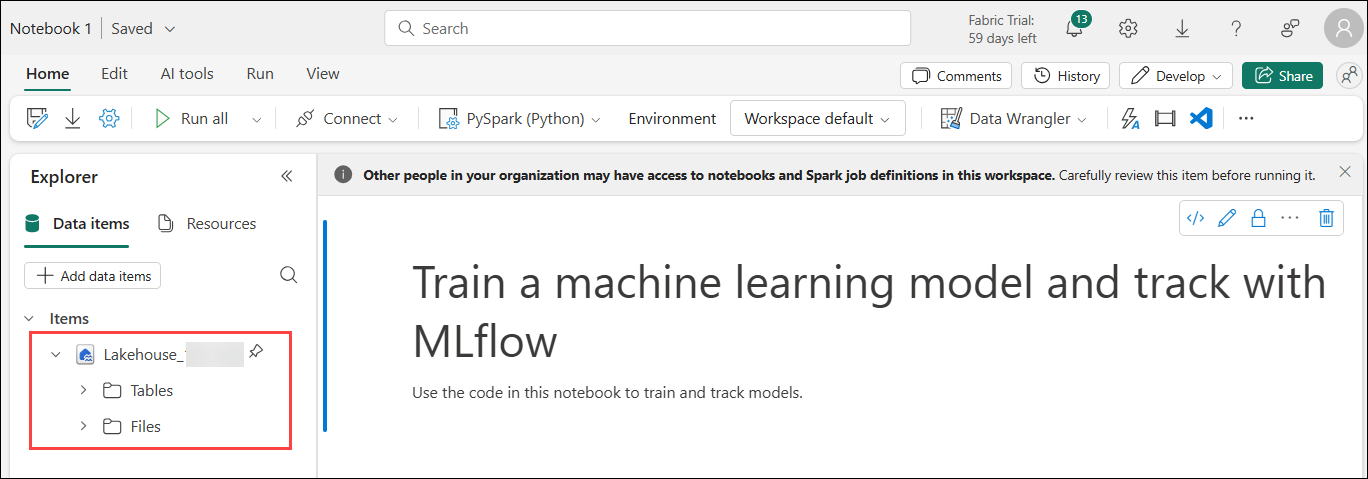 Notebook 1 Saved Search Fabric Trial: 13
59 days left
Home Edit AI tools Run View Comments History Develop Share
Run all Connect PySpark (Python) Environment Workspace default Data Wrangler ...
Explorer
Other people in your organization may have access to notebooks and Spark job definitions in this workspace. Carefully review this item before running it.
Data items Resources
Add data items
Items
Lakehouse_
Tables
Files
Train a machine learning model and track with
MLflow
Use the code in this notebook to train and track models.